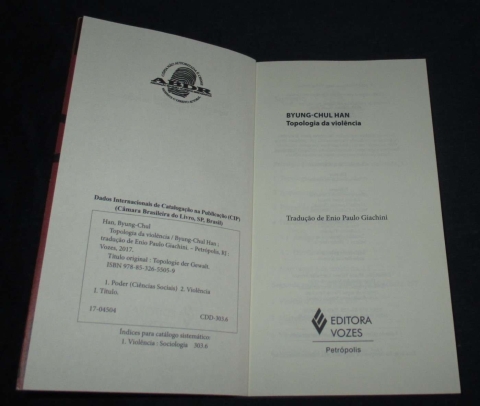 ABDR
Dados Internacionais de Catalogação na Publicação (CIP)
(Câmara Brasileira do Livro, SP, Brasil)
Han, Byung-Chul
Topologia da violência / Byung-Chul Han ;
tradução de Enio Paulo Giachini. – Petrópolis, RJ :
Vozes, 2017.
Título original : Topologie der Gewalt
ISBN 978-85-326-5505-9
1. Poder (Ciências Sociais) 2. Violência
I. Título.
17-04504
CDD-303.6
Índices para catálogo sistemático
1. Violência : Sociologia 303.6
BYUNG-CHUL HAN
Topologia da violência
Tradução de Enio Paulo Giachini
EDITORA
VOZES
Petrópolis